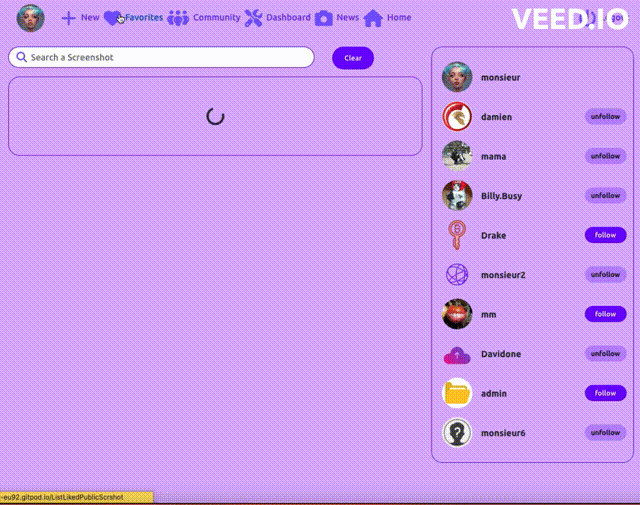 New Favorites Community Dashboard News Home
VEED.IO
Search a Screenshot
Clear
monsieur
damien unfollow
mama unfollow
Billy.Busy unfollow
Drake follow
monsieur2 unfollow
mm follow
Davidone unfollow
admin follow
monsieur6 unfollow
-eu92.gitpod.io/ListLikedPublicScrshot